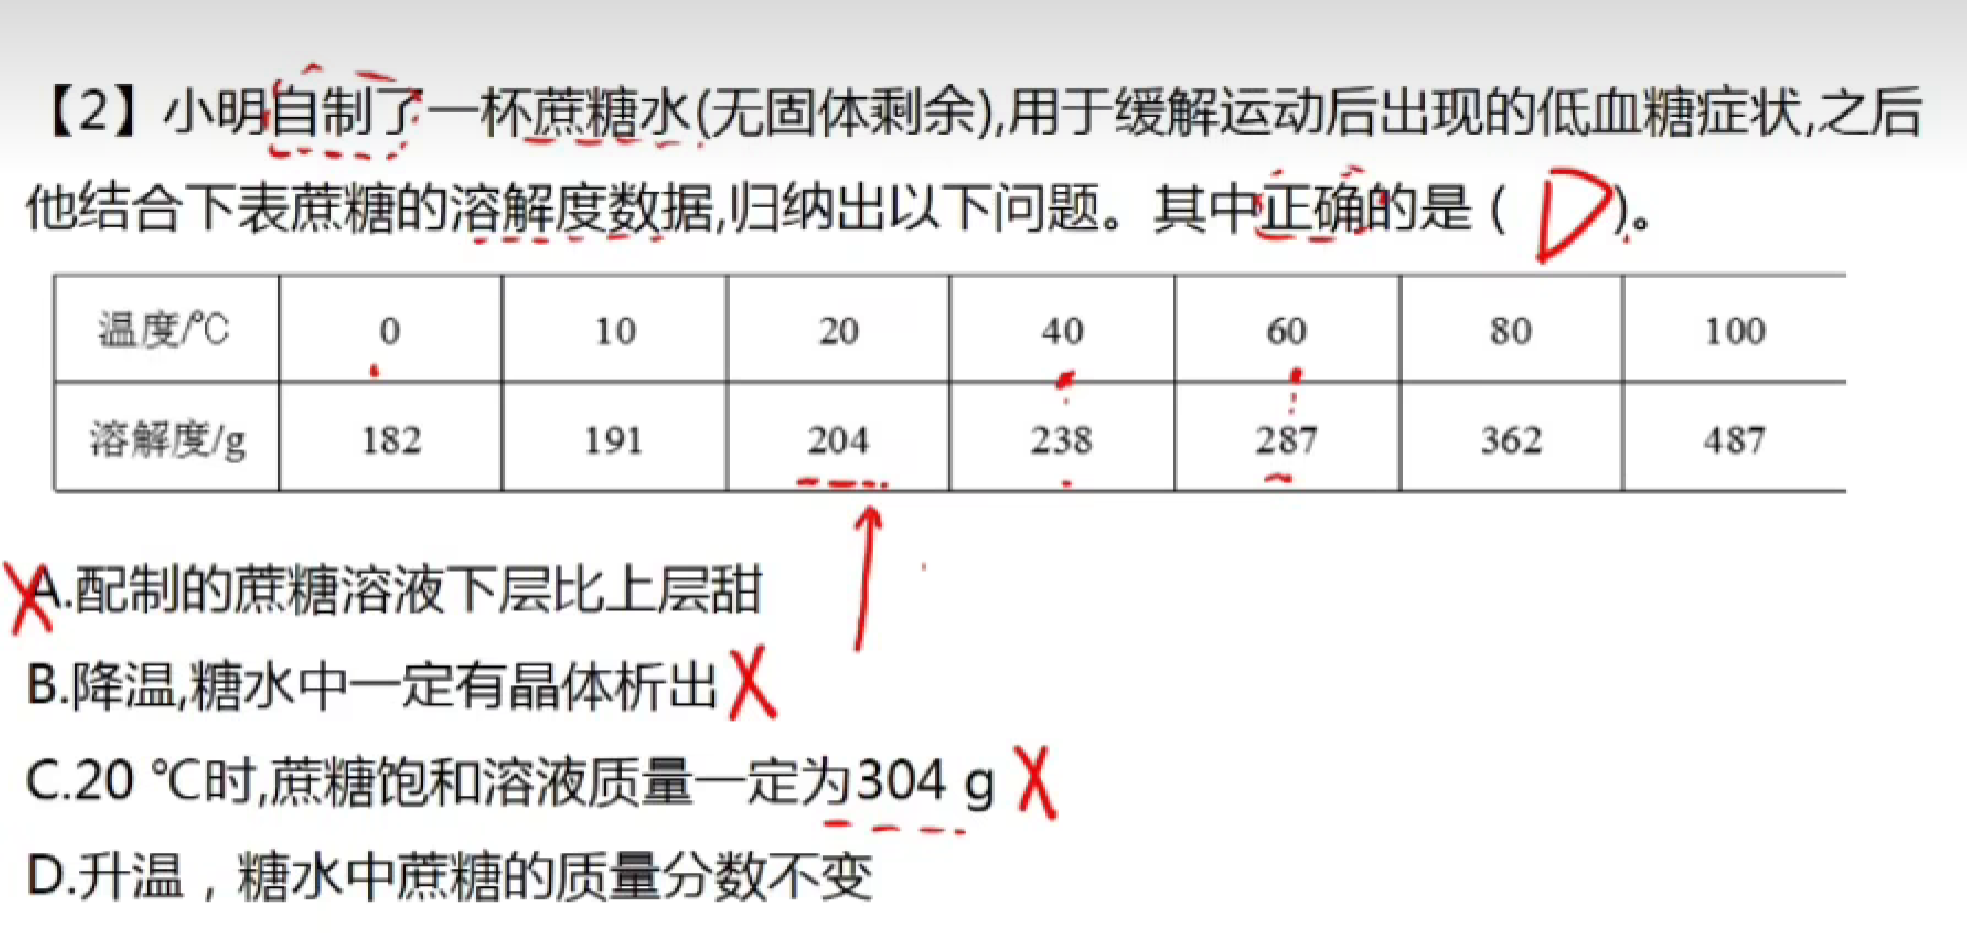 【2】小明自制了一杯蔗糖水(无固体剩余),用于缓解运动后出现的低血糖症状,之后
他结合下表蔗糖的溶解度数据,归纳出以下问题。其中正确的是( D )。
温度/℃ 0 10 20 40 60 80 100
溶解度/g 182 191 204 238 287 362 487
A.配制的蔗糖溶液下层比上层甜
B.降温,糖水中一定有晶体析出
C.20 ℃时,蔗糖饱和溶液质量一定为304 g
D.升温，糖水中蔗糖的质量分数不变